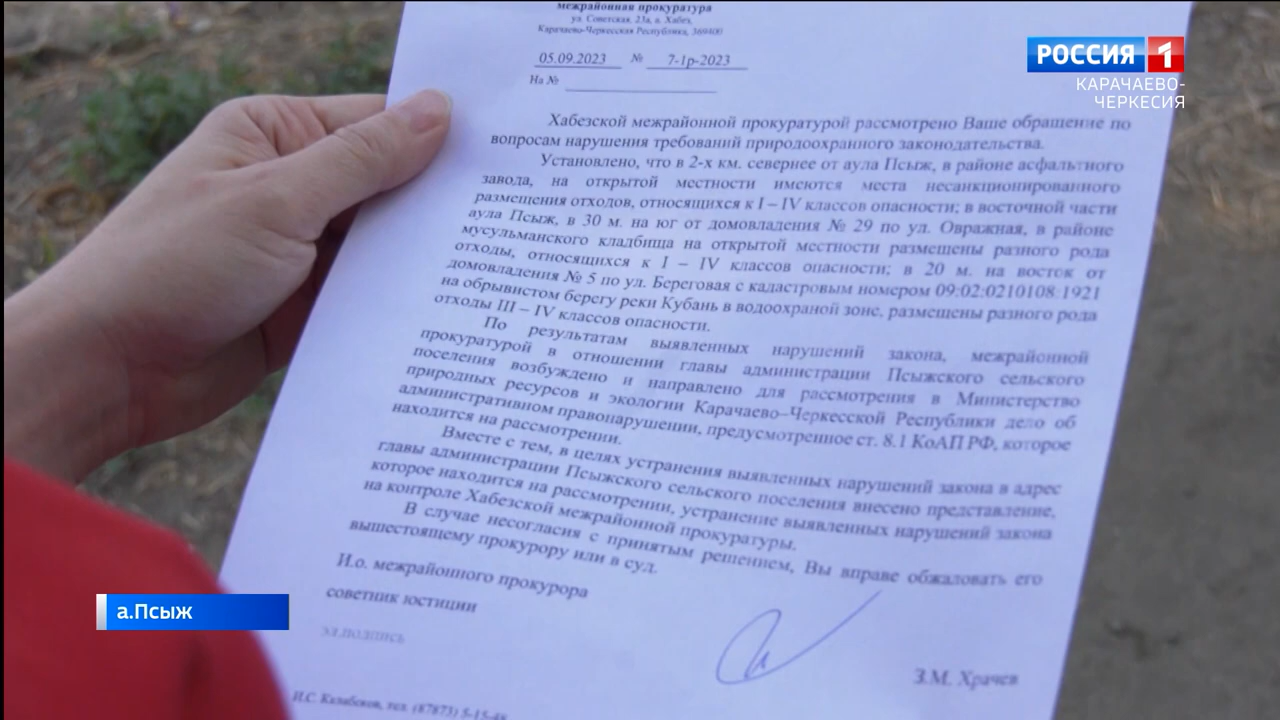 межрайонная прокуратура
ул. Советская, 23а, а. Хабез,
Карачаево-Черкесская Республика, 369400
05.09.2023 № 7-1р-2023
На №
РОССИЯ 1
КАРАЧАЕВО-
ЧЕРКЕСИЯ
Хабезской межрайонной прокуратурой рассмотрено Ваше обращение по
вопросам нарушения требований природоохранного законодательства.
Установлено, что в 2-х км. севернее от аула Псыж, в районе асфальтного
завода, на открытой местности имеются места несанкционированного
размещения отходов, относящихся к I – IV классов опасности; в восточной части
аула Псыж, в 30 м. на юг от домовладения № 29 по ул. Овражная, в районе
мусульманского кладбища на открытой местности размещены разного рода
отходы, относящихся к I – IV классов опасности; в 20 м. на восток от
домовладения № 5 по ул. Береговая с кадастровым номером 09:02:0210108:1921
на обрывистом берегу реки Кубань в водоохраной зоне, размещены разного рода
отходы III – IV классов опасности.
По результатам выявленных нарушений закона, межрайонной
прокуратурой в отношении главы администрации Псыжского сельского
поселения возбуждено и направлено для рассмотрения в Министерство
природных ресурсов и экологии Карачаево–Черкесской Республики дело об
административном правонарушении, предусмотренное ст. 8.1 КоАП РФ, которое
находится на рассмотрении.
Вместе с тем, в целях устранения выявленных нарушений закона в адрес
главы администрации Псыжского сельского поселения внесено представление,
которое находится на рассмотрении, устранение выявленных нарушений закона
на контроле Хабезской межрайонной прокуратуры.
В случае несогласия с принятым решением, Вы вправе обжаловать его
вышестоящему прокурору или в суд.
И.о. межрайонного прокурора
советник юстиции
эл.подпись
З.М. Храчев
а.Псыж
И.С. тел. (87873) 5-15-48